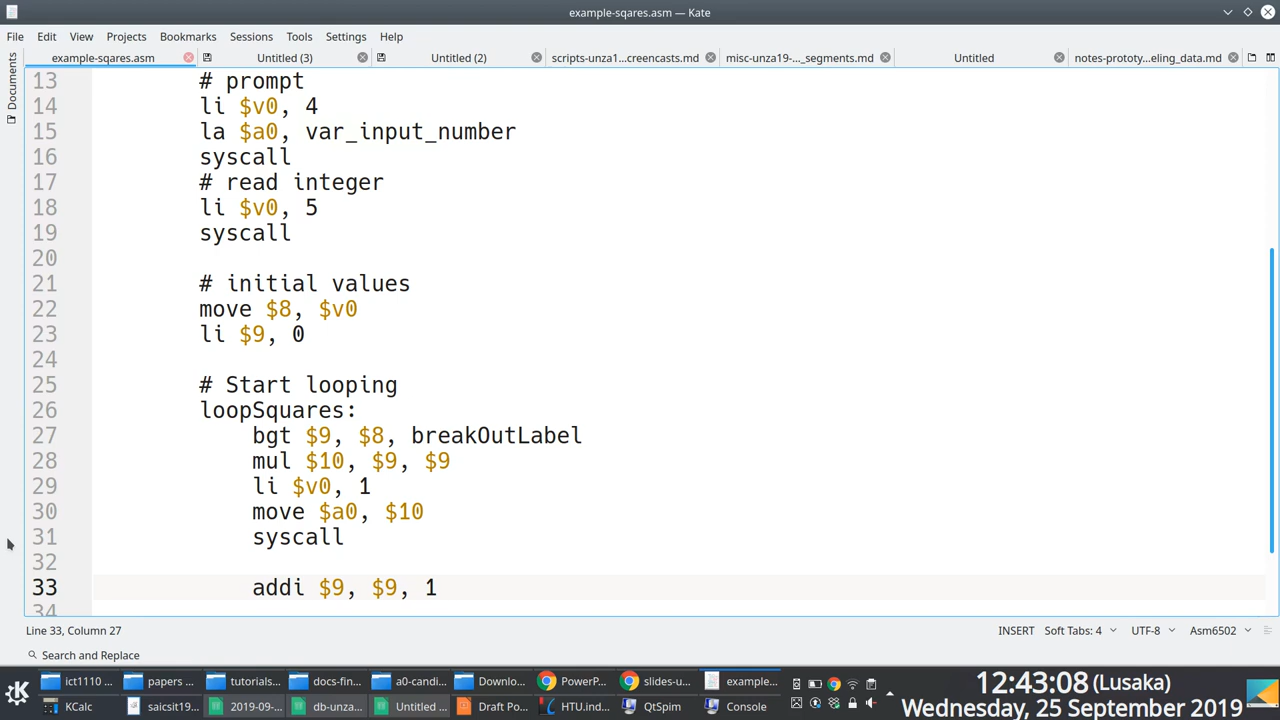 example-sqares.asm — Kate
File Edit View Projects Bookmarks Sessions Tools Settings Help
example-sqares.asm Untitled (3) Untitled (2) scripts-unza1...creencasts.md misc-unza19-..._segments.md Untitled notes-prototy...eling_data.md
Documents
13 # prompt
14 li $v0, 4
15 la $a0, var_input_number
16 syscall
17 # read integer
18 li $v0, 5
19 syscall
20
21 # initial values
22 move $8, $v0
23 li $9, 0
24
25 # Start looping
26 loopSquares:
27 bgt $9, $8, breakOutLabel
28 mul $10, $9, $9
29 li $v0, 1
30 move $a0, $10
31 syscall
32
33 addi $9, $9, 1
34
Line 33, Column 27 INSERT Soft Tabs: 4 UTF-8 Asm6502
Search and Replace
ict1110 ... papers ... tutorials... docs-fin... a0-candi... Downlo... PowerP... slides-u... example... 12:43:08 (Lusaka)
KCalc saicsit19... 2019-09-... db-unza... Untitled ... Draft Po... HTU.ind... QtSpim Console Wednesday, 25 September 2019